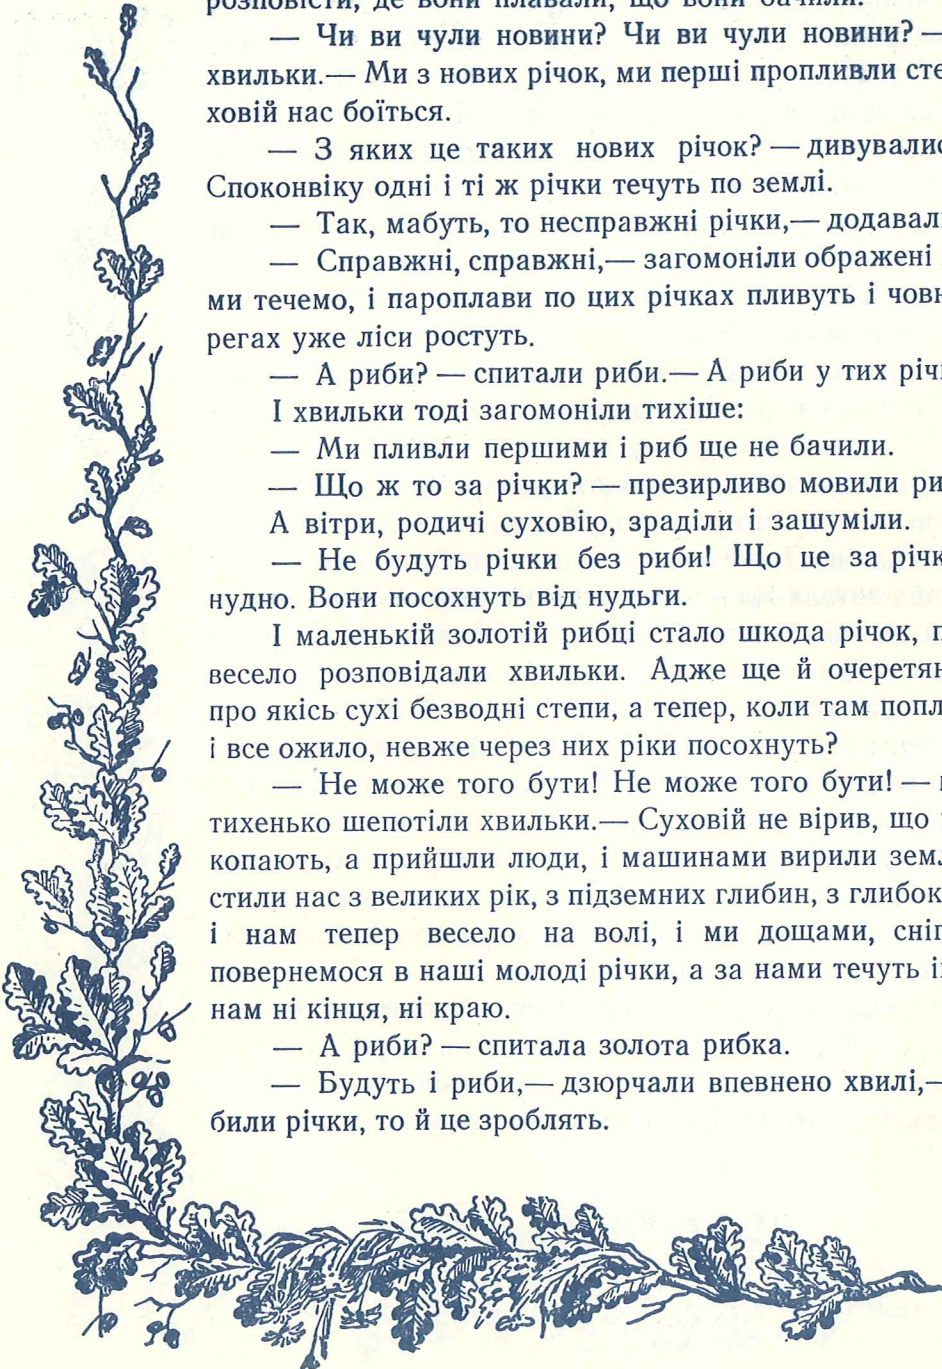 розповісти, де вони плавали, що вони бачили.
— Чи ви чули новини? Чи ви чули новини? —
хвильки.— Ми з нових річок, ми перші пропливли сте
ховій нас боїться.
— З яких це таких нових річок? — дивувалис
Споконвіку одні і ті ж річки течуть по землі.
— Так, мабуть, то несправжні річки,— додавал
— Справжні, справжні,— загомоніли ображені
ми течемо, і пароплави по цих річках пливуть і човн
регах уже ліси ростуть.
— А риби? — спитали риби.— А риби у тих річ
І хвильки тоді загомоніли тихіше:
— Ми пливли першими і риб ще не бачили.
— Що ж то за річки? — презирливо мовили ри
А вітри, родичі суховію, зраділи і зашуміли.
— Не будуть річки без риби! Що це за річк
нудно. Вони посохнуть від нудьги.
І маленькій золотій рибці стало шкода річок, п
весело розповідали хвильки. Адже ще й очеретян
про якісь сухі безводні степи, а тепер, коли там попл
і все ожило, невже через них ріки посохнуть?
— Не може того бути! Не може того бути! —
тихенько шепотіли хвильки.— Суховій не вірив, що
копають, а прийшли люди, і машинами вирили земл
стили нас з великих рік, з підземних глибин, з глибок
і нам тепер весело на волі, і ми дощами, сніг
повернемося в наші молоді річки, а за нами течуть ін
нам ні кінця, ні краю.
— А риби? — спитала золота рибка.
— Будуть і риби,— дзюрчали впевнено хвилі,—
били річки, то й це зроблять.